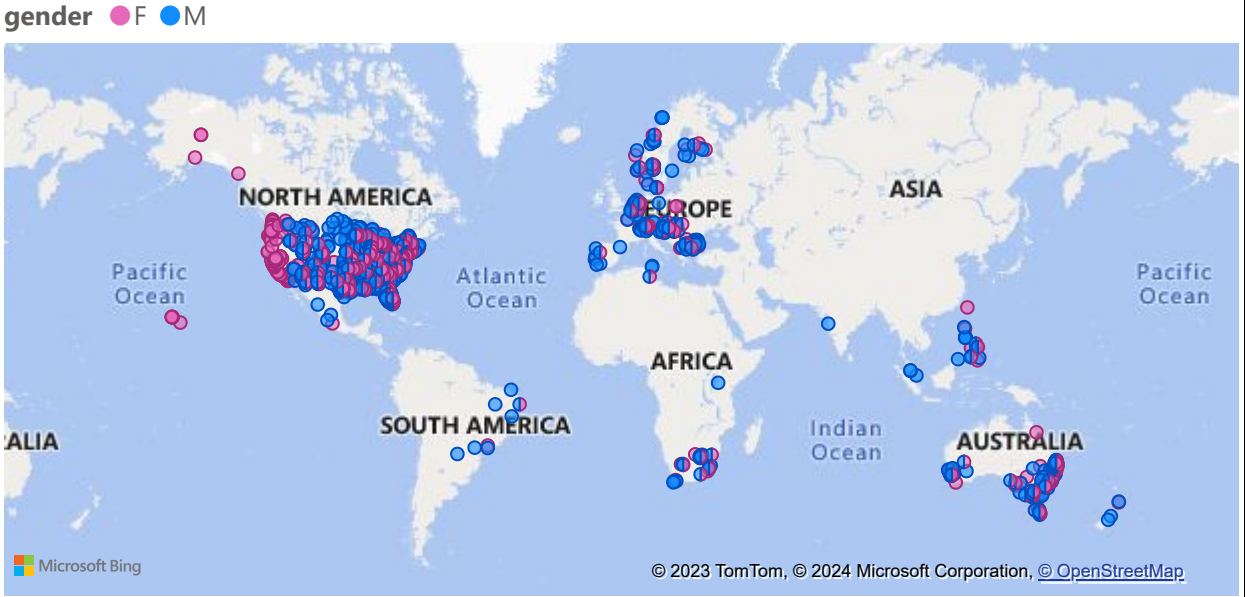 gender F M
NORTH AMERICA
ASIA
EUROPE
Pacific
Ocean
Atlantic
Ocean
Pacific
Ocean
AFRICA
SOUTH AMERICA
Indian
Ocean
ALIA
AUSTRALIA
Microsoft Bing
© 2023 TomTom, © 2024 Microsoft Corporation, © OpenStreetMap